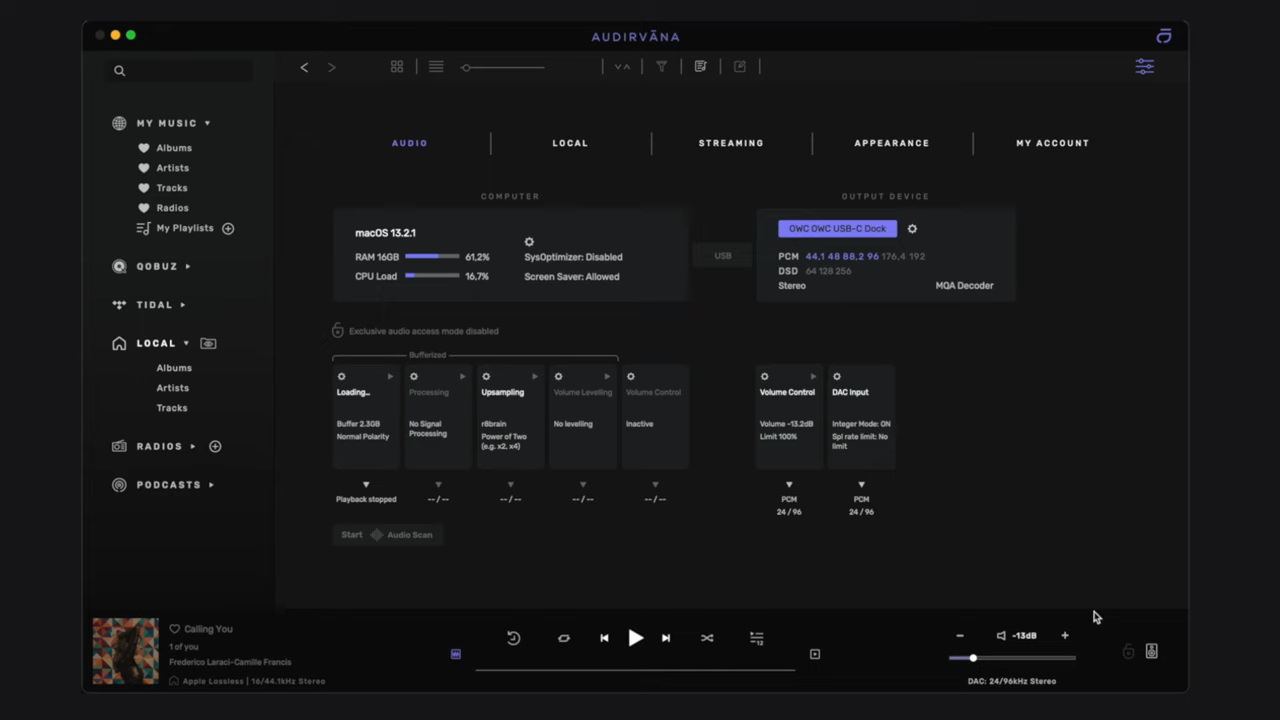 AUDIRVĀNA
MY MUSIC
Albums
Artists
Tracks
Radios
My Playlists
QOBUZ
TIDAL
LOCAL
Albums
Artists
Tracks
RADIOS
PODCASTS
AUDIO
LOCAL
STREAMING
APPEARANCE
MY ACCOUNT
COMPUTER
macOS 13.2.1
RAM 16GB 61,2%
CPU Load 16,7%
SysOptimizer: Disabled
Screen Saver: Allowed
USB
OUTPUT DEVICE
OWC OWC USB-C Dock
PCM 44,1 48 88,2 96 176,4 192
DSD 64 128 256
Stereo
MQA Decoder
Exclusive audio access mode disabled
Bufferized
Loading...
Buffer 2.3GB
Normal Polarity
Playback stopped
Processing
No Signal
Processing
-- / --
Upsampling
r8brain
Power of Two
(e.g. x2, x4)
-- / --
Volume Levelling
No levelling
-- / --
Volume Control
Inactive
-- / --
Volume Control
Volume -13.2dB
Limit 100%
PCM
24 / 96
DAC Input
Integer Mode: ON
Spl rate limit: No
limit
PCM
24 / 96
Start Audio Scan
Calling You
1 of you
Frederico Laraci-Camille Francis
Apple Lossless | 16/44.1kHz Stereo
12
-13dB
DAC: 24/96kHz Stereo